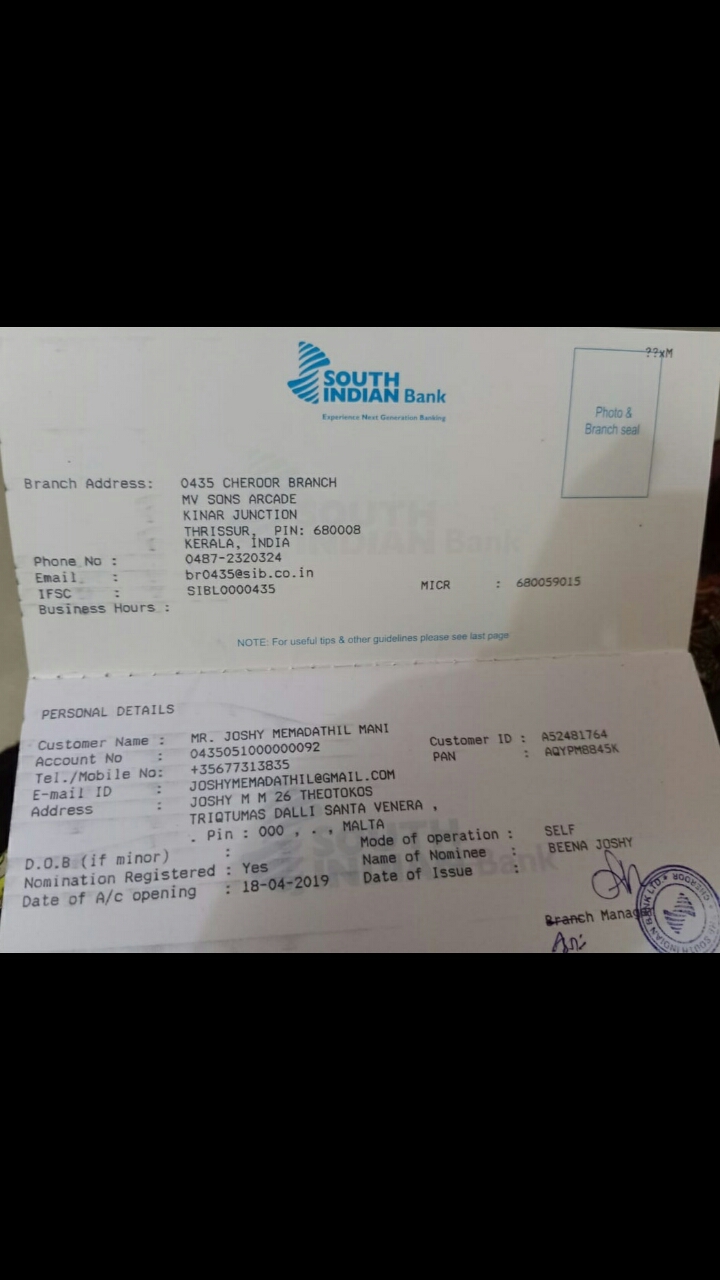 ??xM
SOUTH
INDIAN Bank
Experience Next Generation Banking
Photo &
Branch seal
Branch Address: 0435 CHEROOR BRANCH
MV SONS ARCADE
KINAR JUNCTION
THRISSUR, PIN: 680008
KERALA, INDIA
Phone No : 0487-2320324
Email : br0435@sib.co.in
IFSC : SIBL0000435 MICR : 680059015
Business Hours :
NOTE: For useful tips & other guidelines please see last page
PERSONAL DETAILS
Customer Name : MR. JOSHY MEMADATHIL MANI Customer ID : A52481764
Account No : 0435051000000092 PAN : AQYPM8845K
Tel./Mobile No: +35677313835
E-mail ID : JOSHYMEMADATHIL@GMAIL.COM
Address : JOSHY M M 26 THEOTOKOS
TRIQTUMAS DALLI SANTA VENERA ,
. Pin : 000 , . , MALTA
D.O.B (if minor) : Mode of operation : SELF
Nomination Registered : Yes Name of Nominee : BEENA JOSHY
Date of A/c opening : 18-04-2019 Date of Issue :
Branch Manag